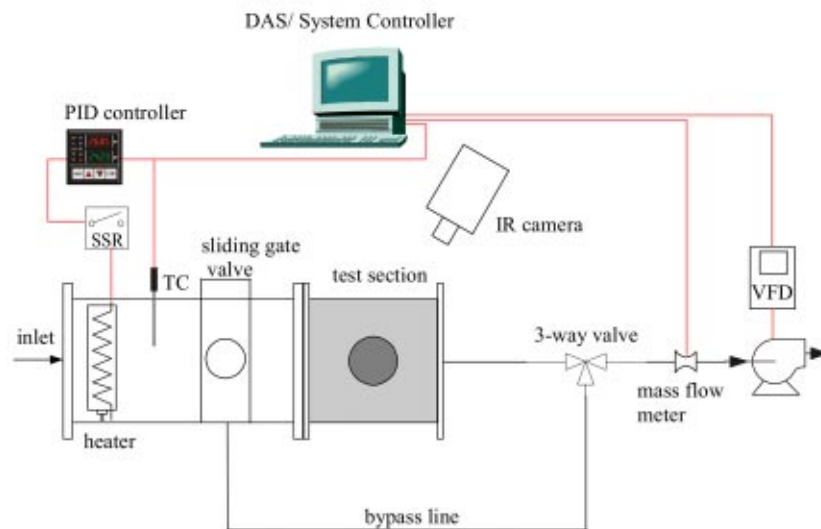 DAS/ System Controller
PID controller
SSR
TC
sliding gate
valve
test section
IR camera
VFD
inlet
3-way valve
mass flow
meter
heater
bypass line